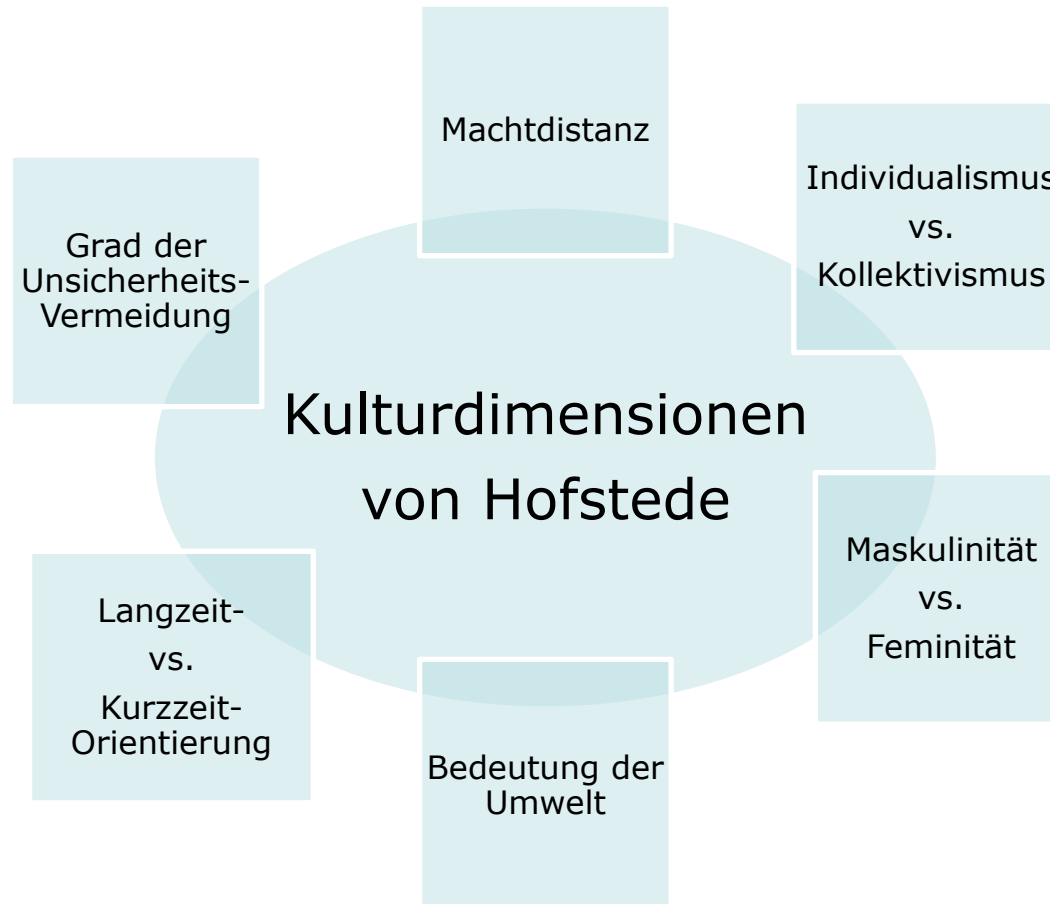 Machtdistanz
Individualismus
vs.
Kollektivismus
Grad der
Unsicherheits-
Vermeidung
Kulturdimensionen
von Hofstede
Maskulinität
vs.
Feminität
Langzeit-
vs.
Kurzzeit-
Orientierung
Bedeutung der
Umwelt